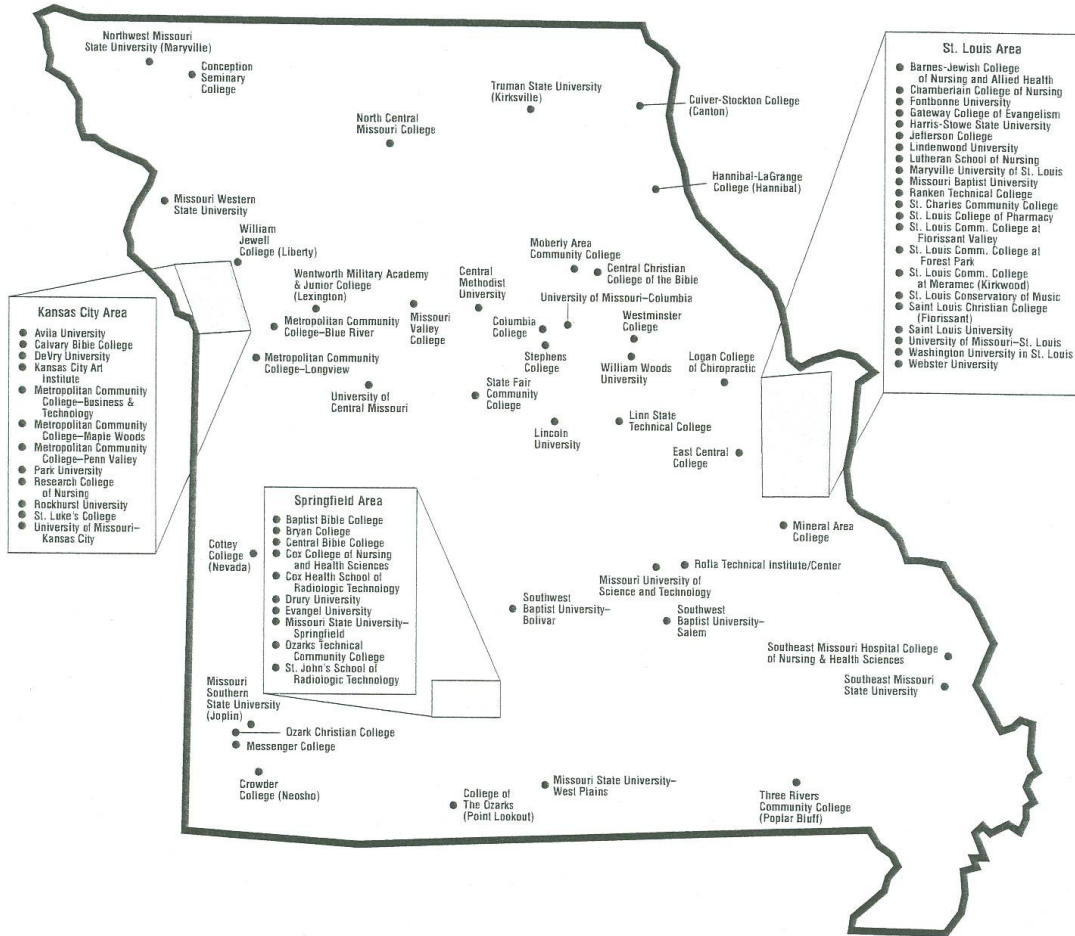 Northwest Missouri
State University (Maryville)
Conception
Seminary
College
Truman State University
(Kirksville)
Culver-Stockton College
(Canton)
North Central
Missouri College
Hannibal-LaGrange
College (Hannibal)
Missouri Western
State University
William
Jewell
College (Liberty)
Wentworth Military Academy
& Junior College
(Lexington)
Central
Methodist
University
Moberly Area
Community College
Central Christian
College of the Bible
University of Missouri–Columbia
Metropolitan Community
College–Blue River
Missouri
Valley
College
Columbia
College
Westminster
College
Metropolitan Community
College–Longview
Stephens
College
William Woods
University
Logan College
of Chiropractic
University of
Central Missouri
State Fair
Community
College
Lincoln
University
Linn State
Technical College
East Central
College
Kansas City Area
Avila University
Calvary Bible College
DeVry University
Kansas City Art
Institute
Metropolitan Community
College–Business &
Technology
Metropolitan Community
College–Maple Woods
Metropolitan Community
College–Penn Valley
Park University
Research College
of Nursing
Rockhurst University
St. Luke's College
University of Missouri–
Kansas City
St. Louis Area
Barnes-Jewish College
of Nursing and Allied Health
Chamberlain College of Nursing
Fontbonne University
Gateway College of Evangelism
Harris-Stowe State University
Jefferson College
Lindenwood University
Lutheran School of Nursing
Maryville University of St. Louis
Missouri Baptist University
Ranken Technical College
St. Charles Community College
St. Louis College of Pharmacy
St. Louis Comm. College at
Florissant Valley
St. Louis Comm. College at
Forest Park
St. Louis Comm. College
at Meramec (Kirkwood)
St. Louis Conservatory of Music
Saint Louis Christian College
(Florissant)
Saint Louis University
University of Missouri–St. Louis
Washington University in St. Louis
Webster University
Springfield Area
Baptist Bible College
Bryan College
Central Bible College
Cox College of Nursing
and Health Sciences
Cox Health School of
Radiologic Technology
Drury University
Evangel University
Missouri State University–
Springfield
Ozarks Technical
Community College
St. John's School of
Radiologic Technology
Cottey
College
(Nevada)
Mineral Area
College
Missouri University of
Science and Technology
Rolla Technical Institute/Center
Southwest
Baptist University–
Bolivar
Southwest
Baptist University–
Salem
Southeast Missouri Hospital College
of Nursing & Health Sciences
Southeast Missouri
State University
Missouri
Southern
State University
(Joplin)
Ozark Christian College
Messenger College
Crowder
College (Neosho)
College of
The Ozarks
(Point Lookout)
Missouri State University–
West Plains
Three Rivers
Community College
(Poplar Bluff)